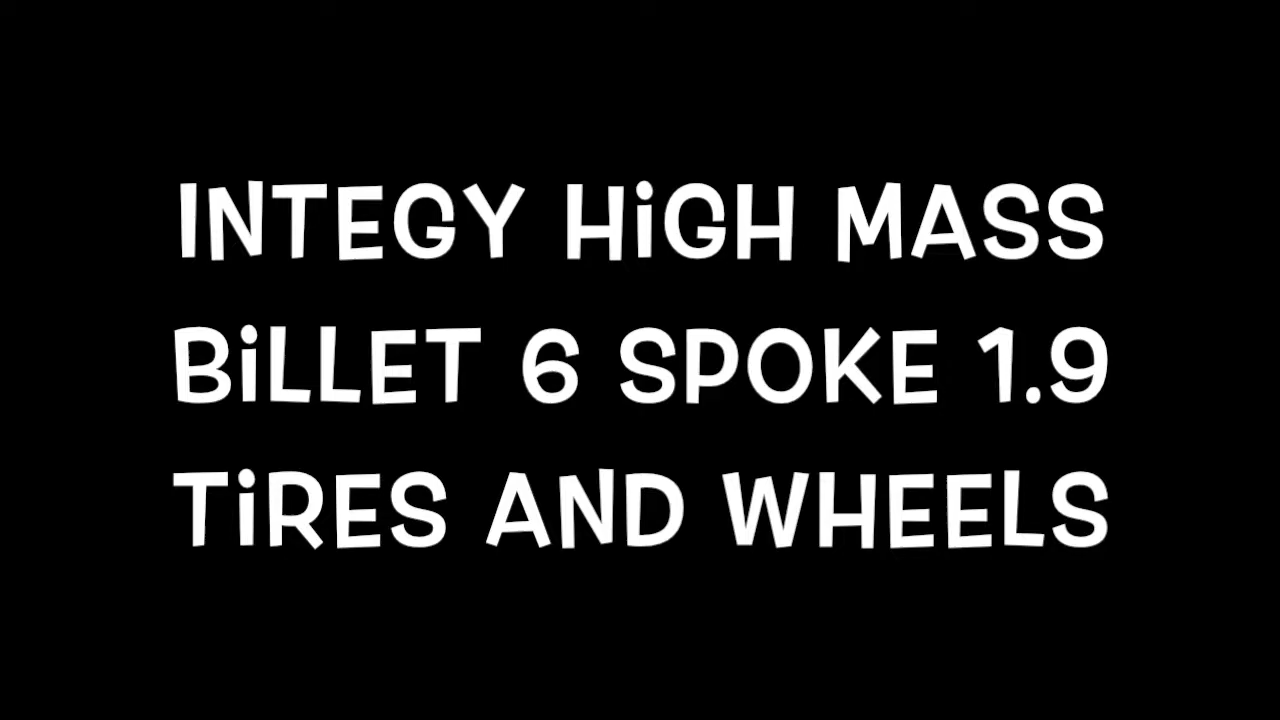 INTEGY HiGH MASS
BiLLET 6 SPOKE 1.9
TiRES AND WHEELS